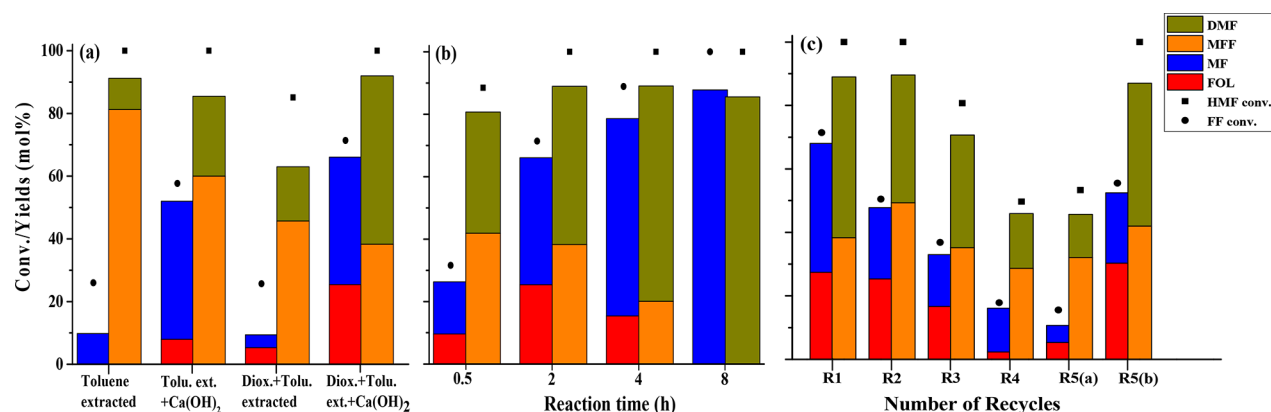 Conv./Yields (mol%)
100
80
60
40
20
0
(a)
Toluene
extracted
Tolu. ext.
+Ca(OH)2
Diox.+Tolu.
extracted
Diox.+Tolu.
ext.+Ca(OH)2
(b)
0.5
2
4
8
Reaction time (h)
(c)
R1
R2
R3
R4
R5(a)
R5(b)
Number of Recycles
DMF
MFF
MF
FOL
HMF conv.
FF conv.